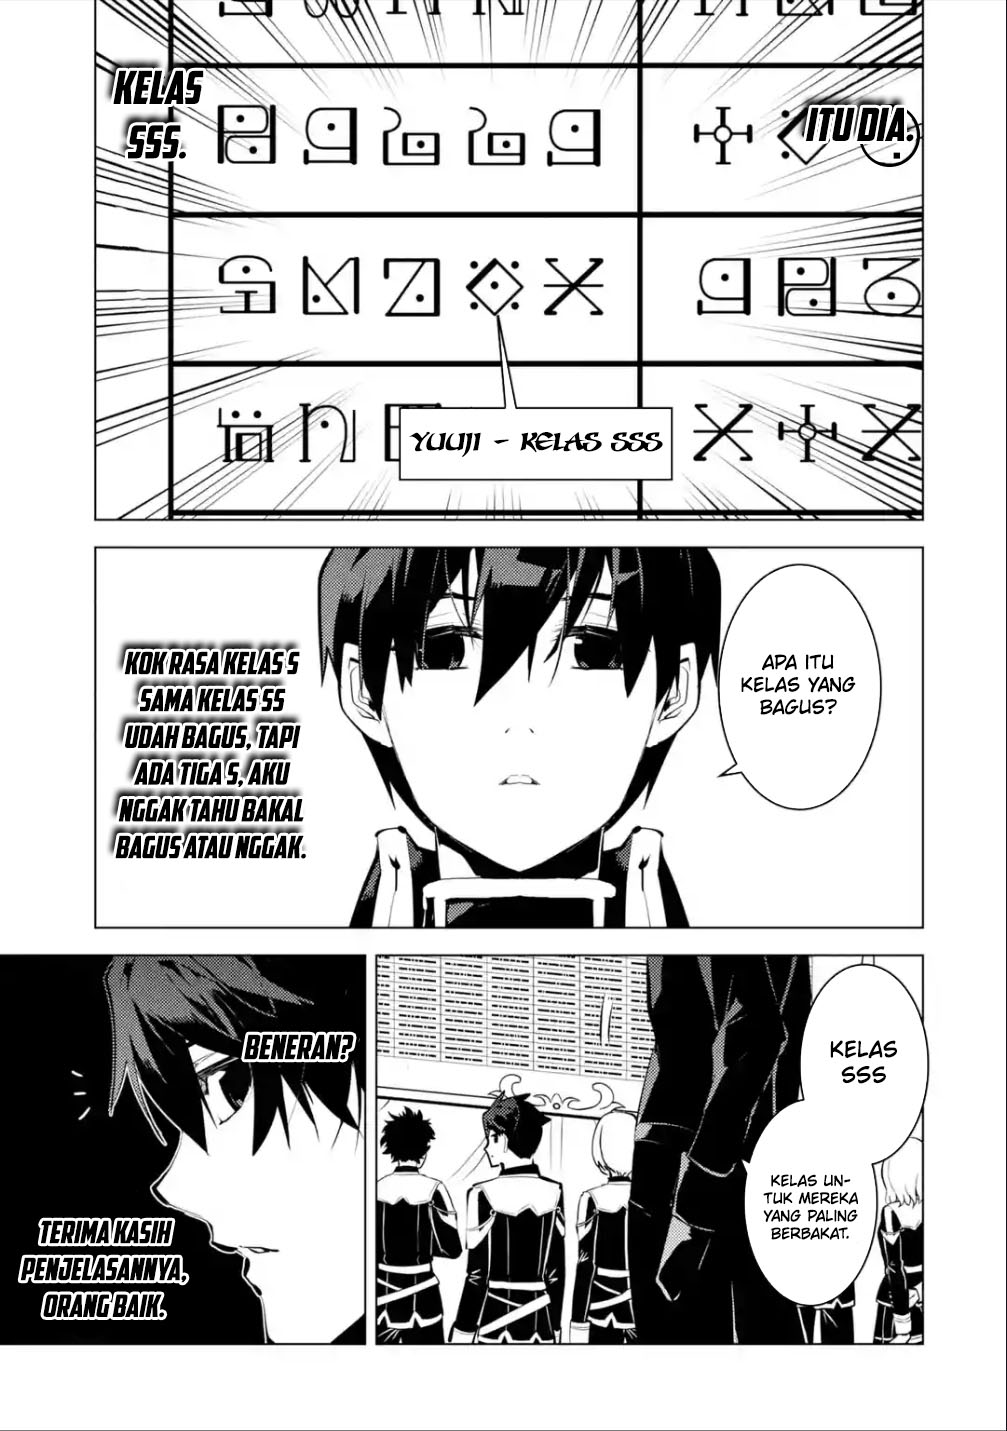 ITU DIA.
KELAS
SSS.
YUUJI - KELAS SSS
APA ITU
KELAS YANG
BAGUS?
KOK RASA KELAS S
SAMA KELAS SS
UDAH BAGUS, TAPI
ADA TIGA S, AKU
NGGAK TAHU BAKAL
BAGUS ATAU NGGAK.
KELAS
SSS
KELAS UN-
TUK MEREKA
YANG PALING
BERBAKAT.
BENERAN?
TERIMA KASIH
PENJELASANNYA,
ORANG BAIK.